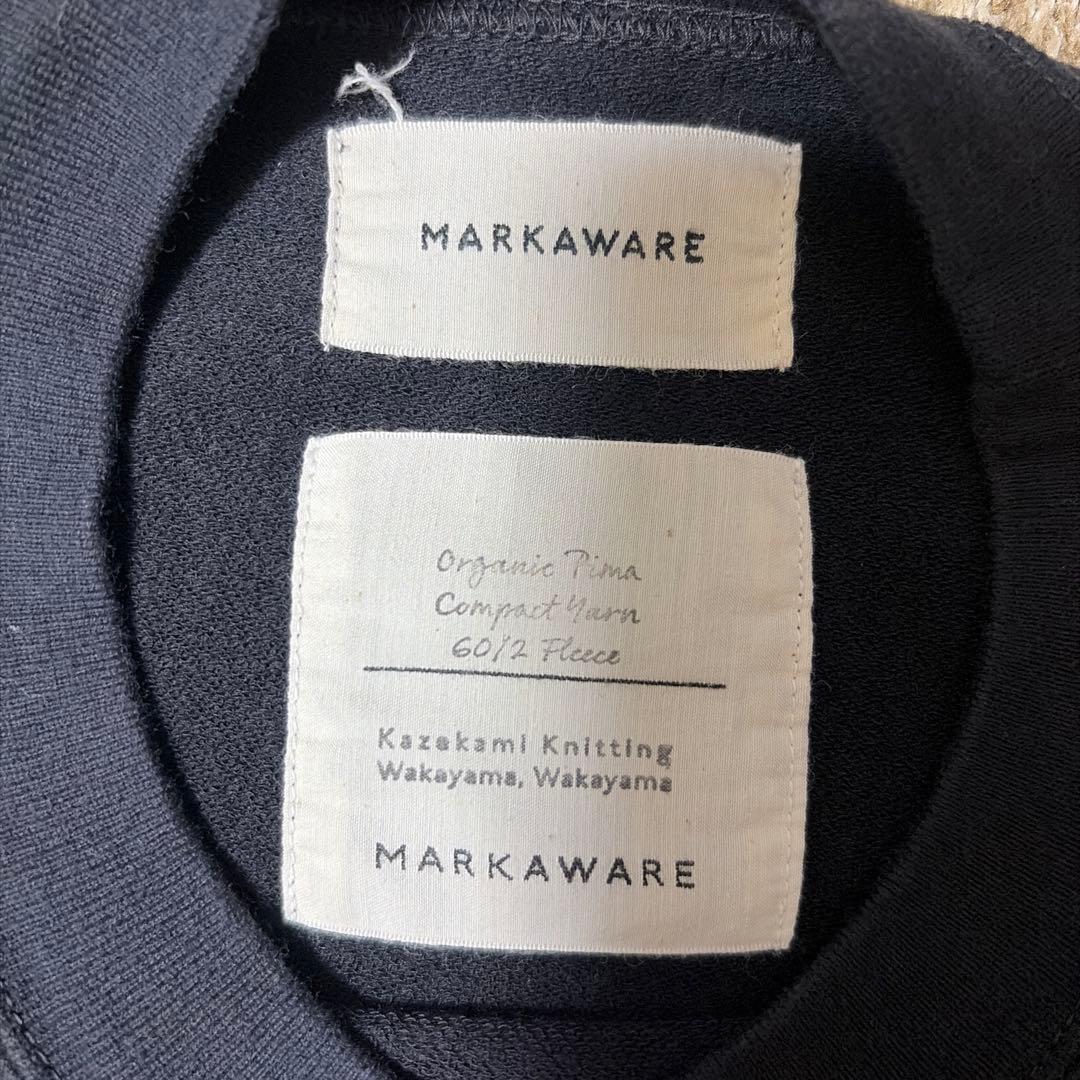 MARKAWARE
Organic Pima
Compact Yarn
60/2 Fleece
Kazakami Knitting
Wakayama, Wakayama
MARKAWARE